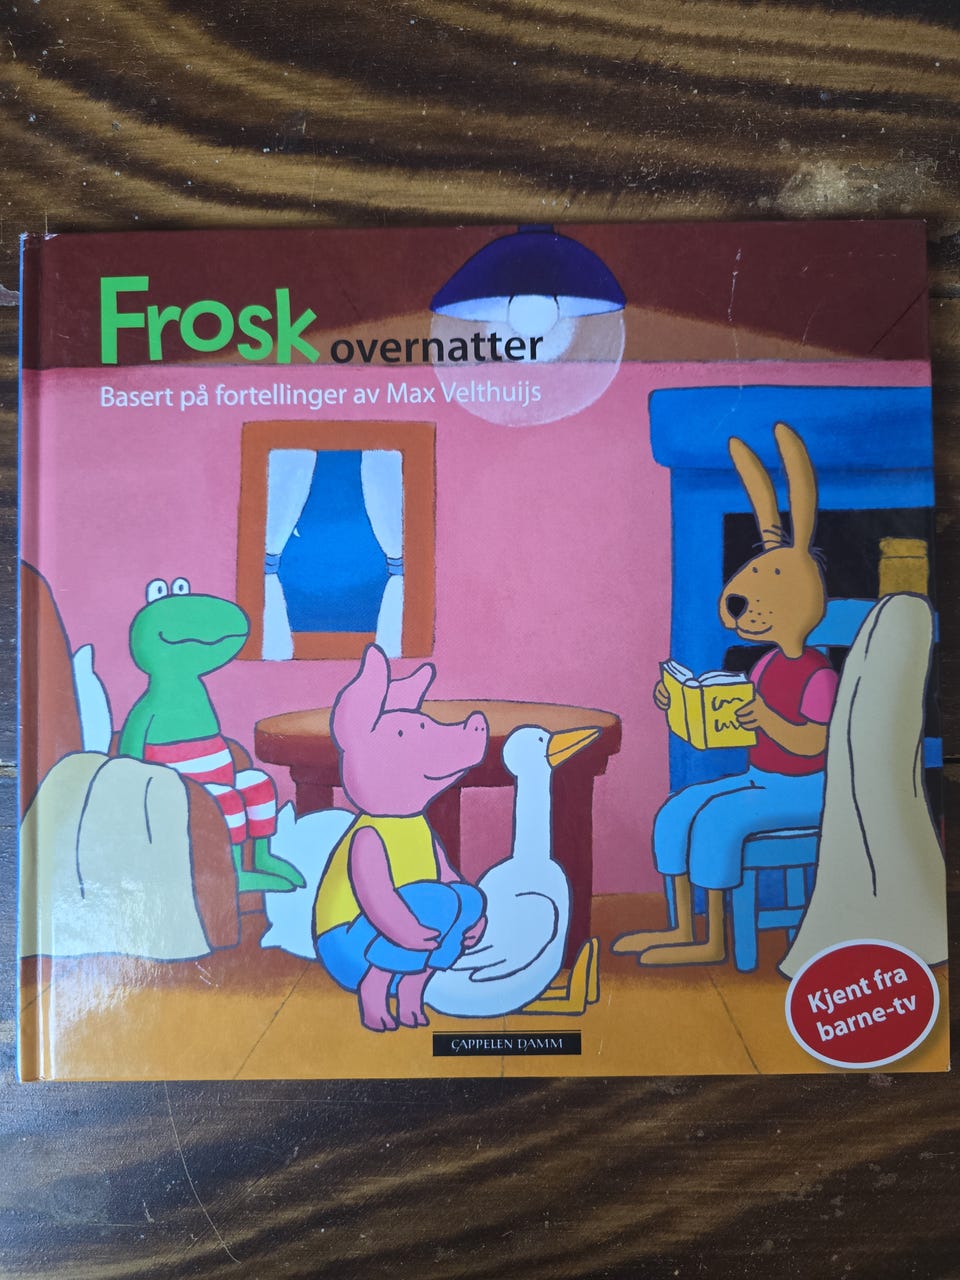 Frosk overnatter
Basert på fortellinger av Max Velthuijs
CAPPELEN DAMM
Kjent fra
barne-tv